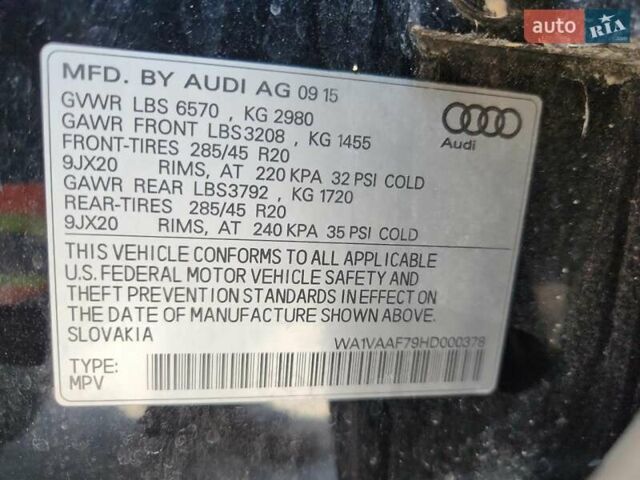 auto RIA
MFD. BY AUDI AG 09 15
GVWR LBS 6570 , KG 2980
GAWR FRONT LBS3208 , KG 1455
FRONT-TIRES 285/45 R20
9JX20 RIMS, AT 220 KPA 32 PSI COLD
GAWR REAR LBS3792 , KG 1720
REAR-TIRES 285/45 R20
9JX20 RIMS, AT 240 KPA 35 PSI COLD
Audi
THIS VEHICLE CONFORMS TO ALL APPLICABLE
U.S. FEDERAL MOTOR VEHICLE SAFETY AND
THEFT PREVENTION STANDARDS IN EFFECT ON
THE DATE OF MANUFACTURE SHOWN ABOVE.
SLOVAKIA WA1VAAF79HD000378
TYPE:
MPV